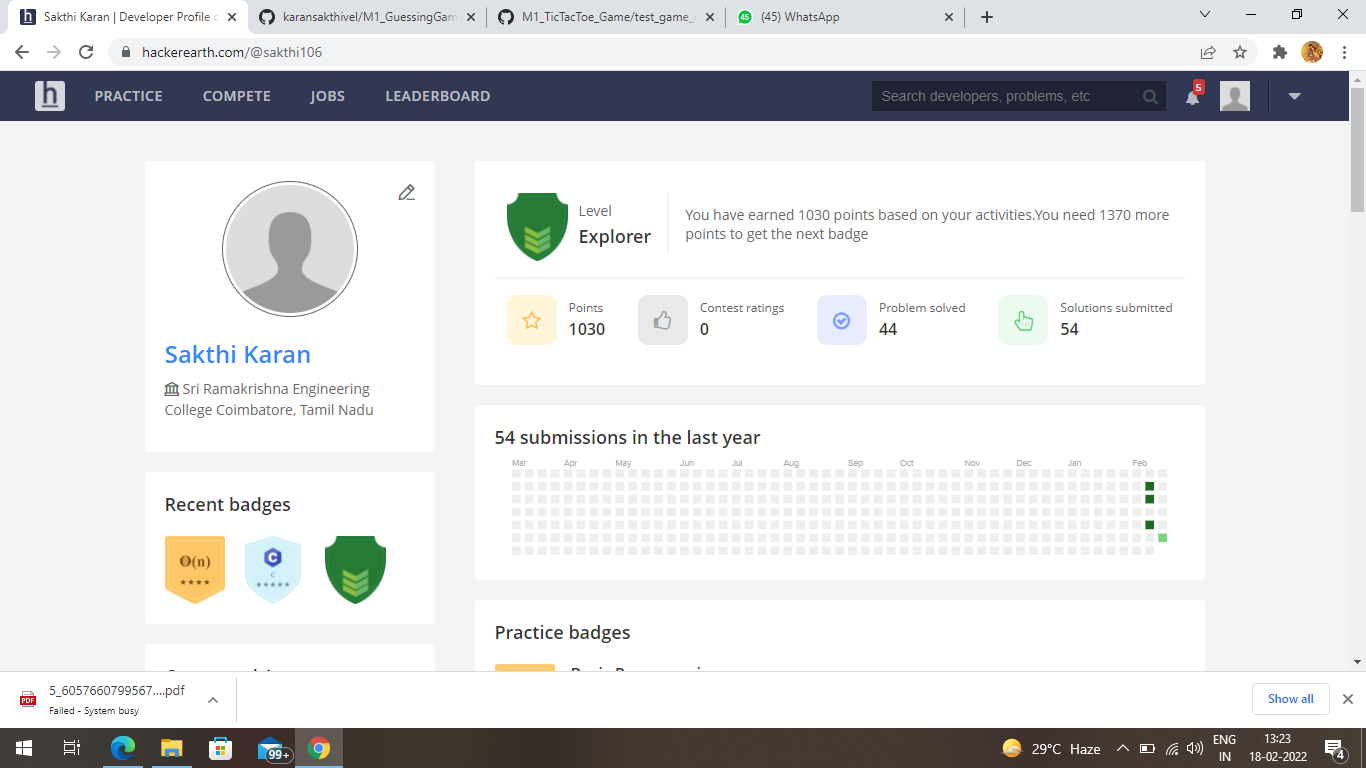 Sakthi Karan | Developer Profile
karansakthivel/M1_GuessingGam
M1_TicTacToe_Game/test_game_
(45) WhatsApp
hackerearth.com/@sakthi106
h
PRACTICE
COMPETE
JOBS
LEADERBOARD
Search developers, problems, etc
5
Level
Explorer
You have earned 1030 points based on your activities.You need 1370 more
points to get the next badge
Points
1030
Contest ratings
0
Problem solved
44
Solutions submitted
54
Sakthi Karan
Sri Ramakrishna Engineering
College Coimbatore, Tamil Nadu
54 submissions in the last year
Mar Apr May Jun Jul Aug Sep Oct Nov Dec Jan Feb
Recent badges
O(n)
C
C
Practice badges
5_6057660799567....pdf
Failed - System busy
Show all
99+
29°C Haze
ENG
IN
13:23
18-02-2022
4